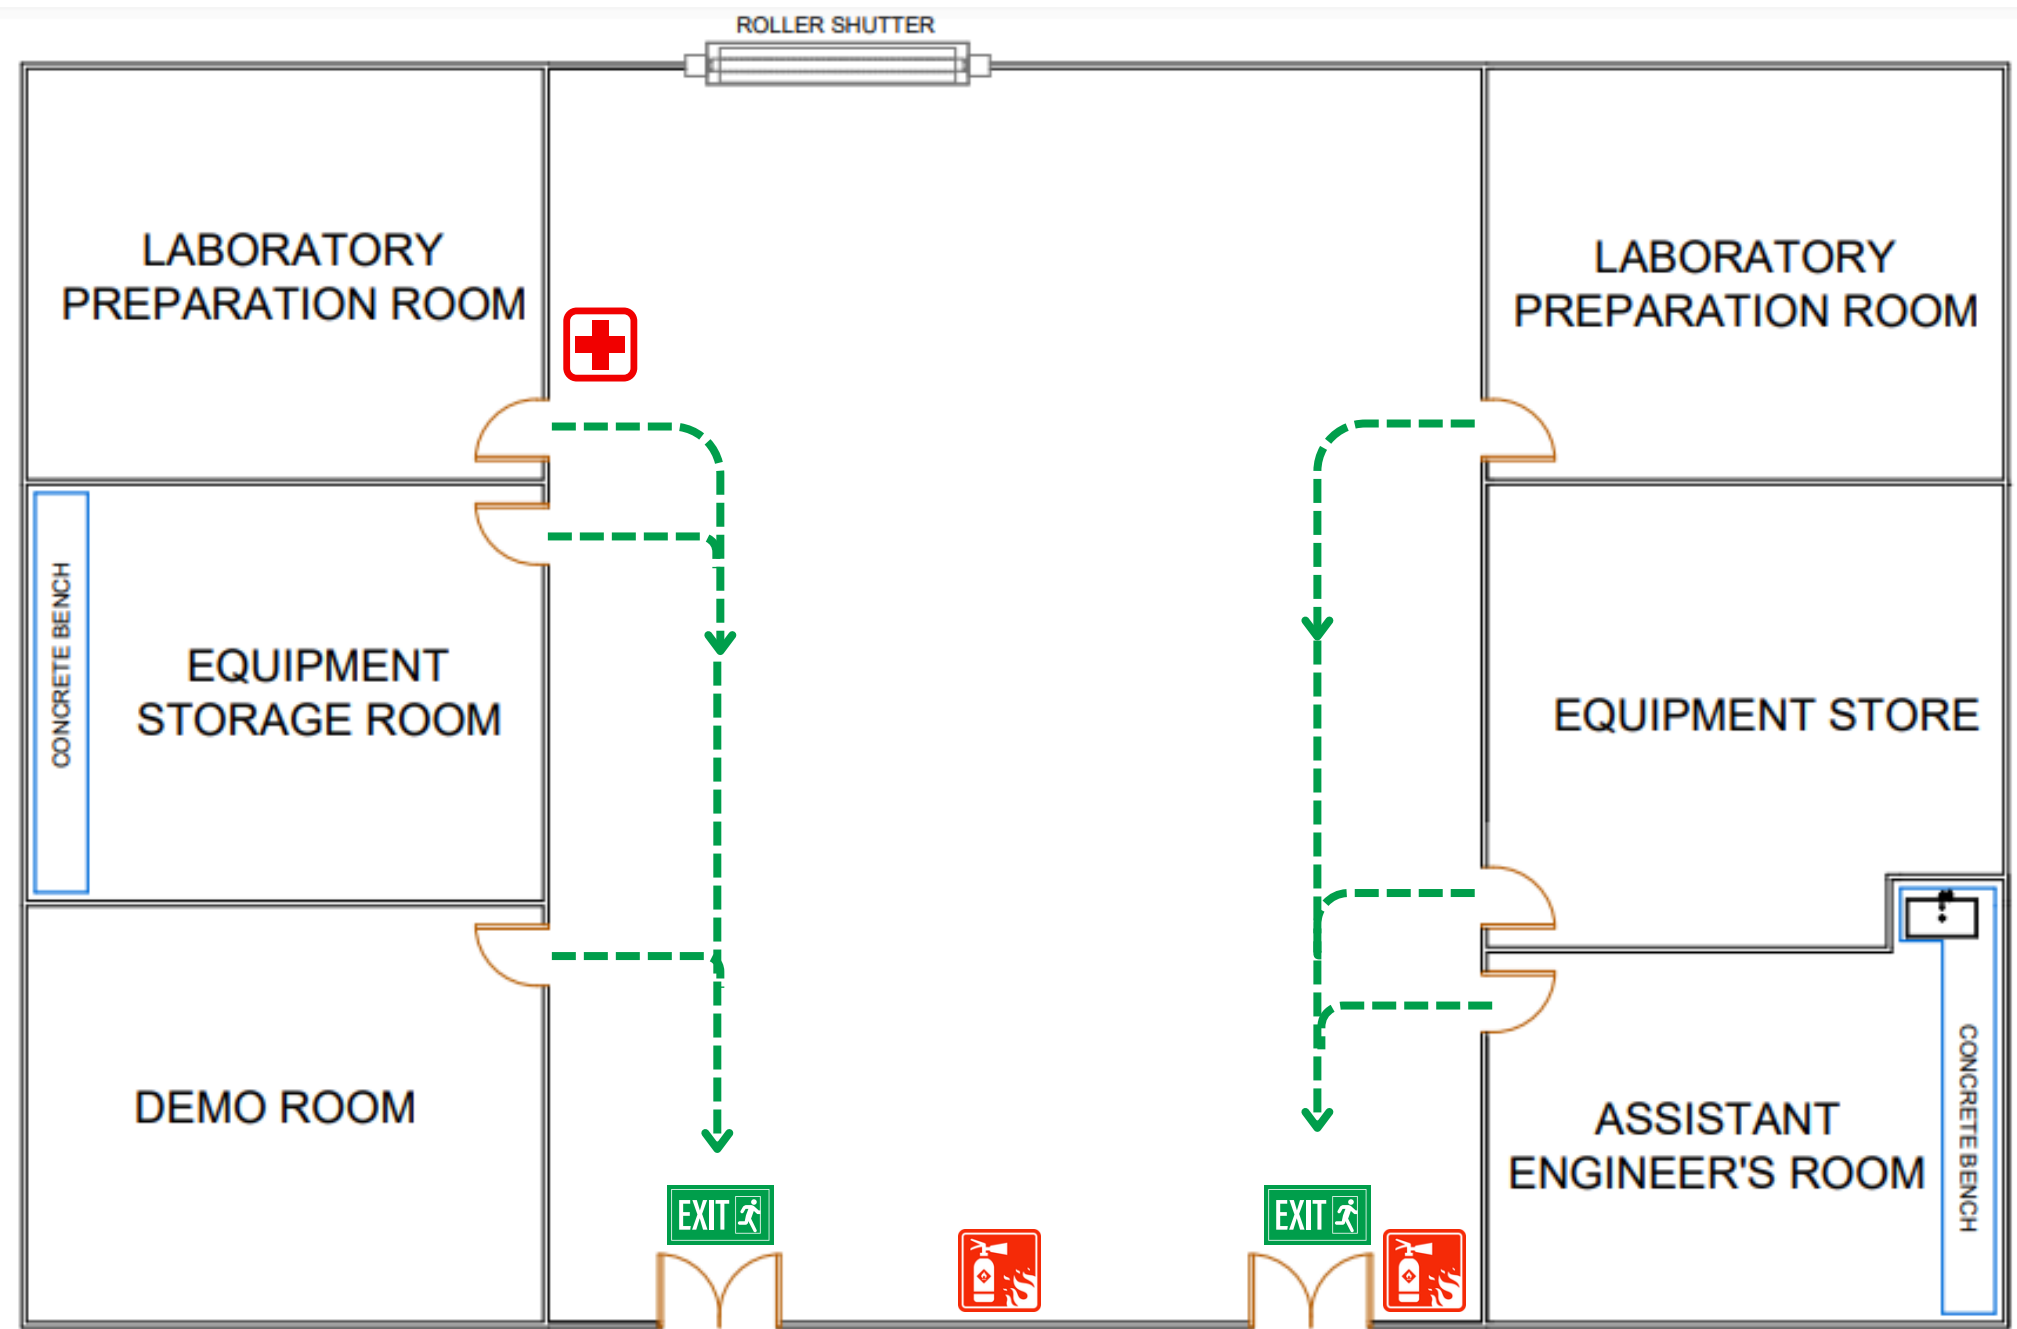 ROLLER SHUTTER
LABORATORY
PREPARATION ROOM
LABORATORY
PREPARATION ROOM
CONCRETE BENCH
EQUIPMENT
STORAGE ROOM
EQUIPMENT STORE
DEMO ROOM
ASSISTANT
ENGINEER'S ROOM
CONCRETE BENCH
EXIT
EXIT